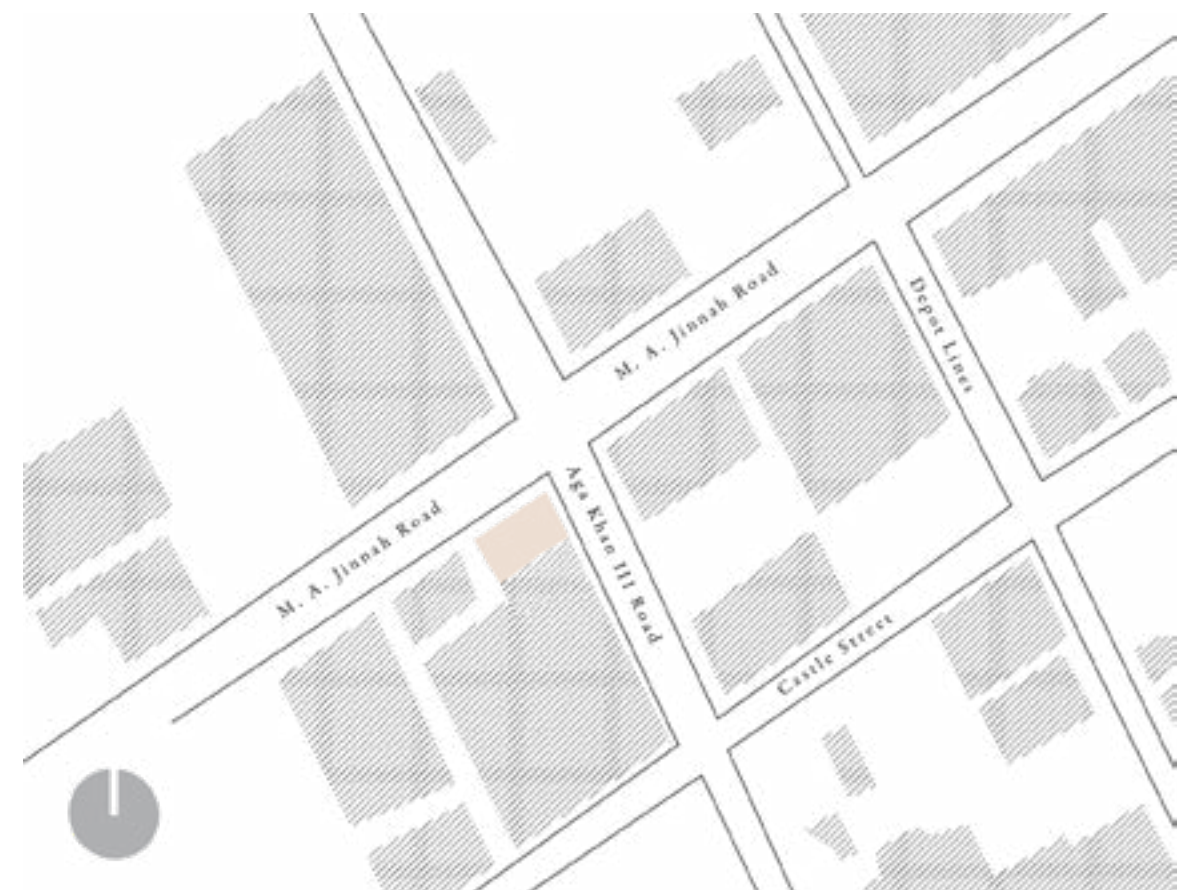 M. A. Jinnah Road
Depot Lines
M. A. Jinnah Road
Aga Khan III Road
Castle Street